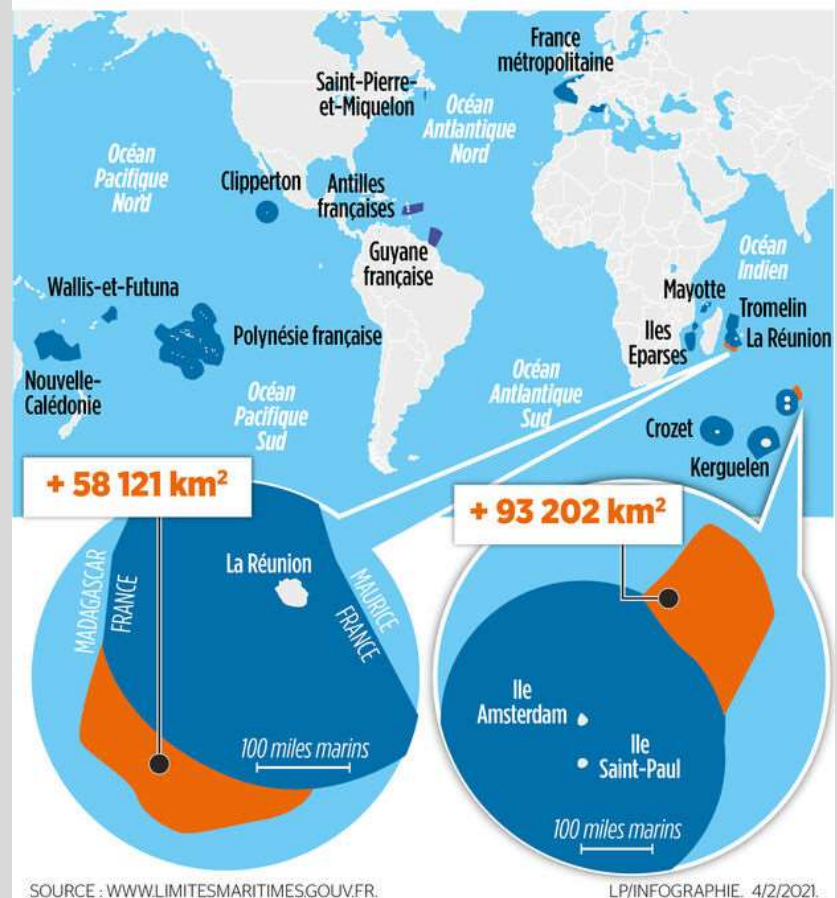 France
métropolitaine
Saint-Pierre-
et-Miquelon
Océan
Antlantique
Nord
Océan
Pacifique
Nord
Clipperton
Antilles
françaises
Guyane
française
Océan
Indien
Wallis-et-Futuna
Mayotte
Tromelin
Iles
Eparses
La Réunion
Polynésie française
Nouvelle-
Calédonie
Océan
Pacifique
Sud
Océan
Antlantique
Sud
Crozet
Kerguelen
+ 58 121 km²
+ 93 202 km²
MADAGASCAR
FRANCE
La Réunion
MAURICE
FRANCE
100 miles marins
Ile
Amsterdam
Ile
Saint-Paul
100 miles marins
SOURCE : WWW.LIMITESMARITIMES.GOUV.FR.
LP/INFOGRAPHIE. 4/2/2021.